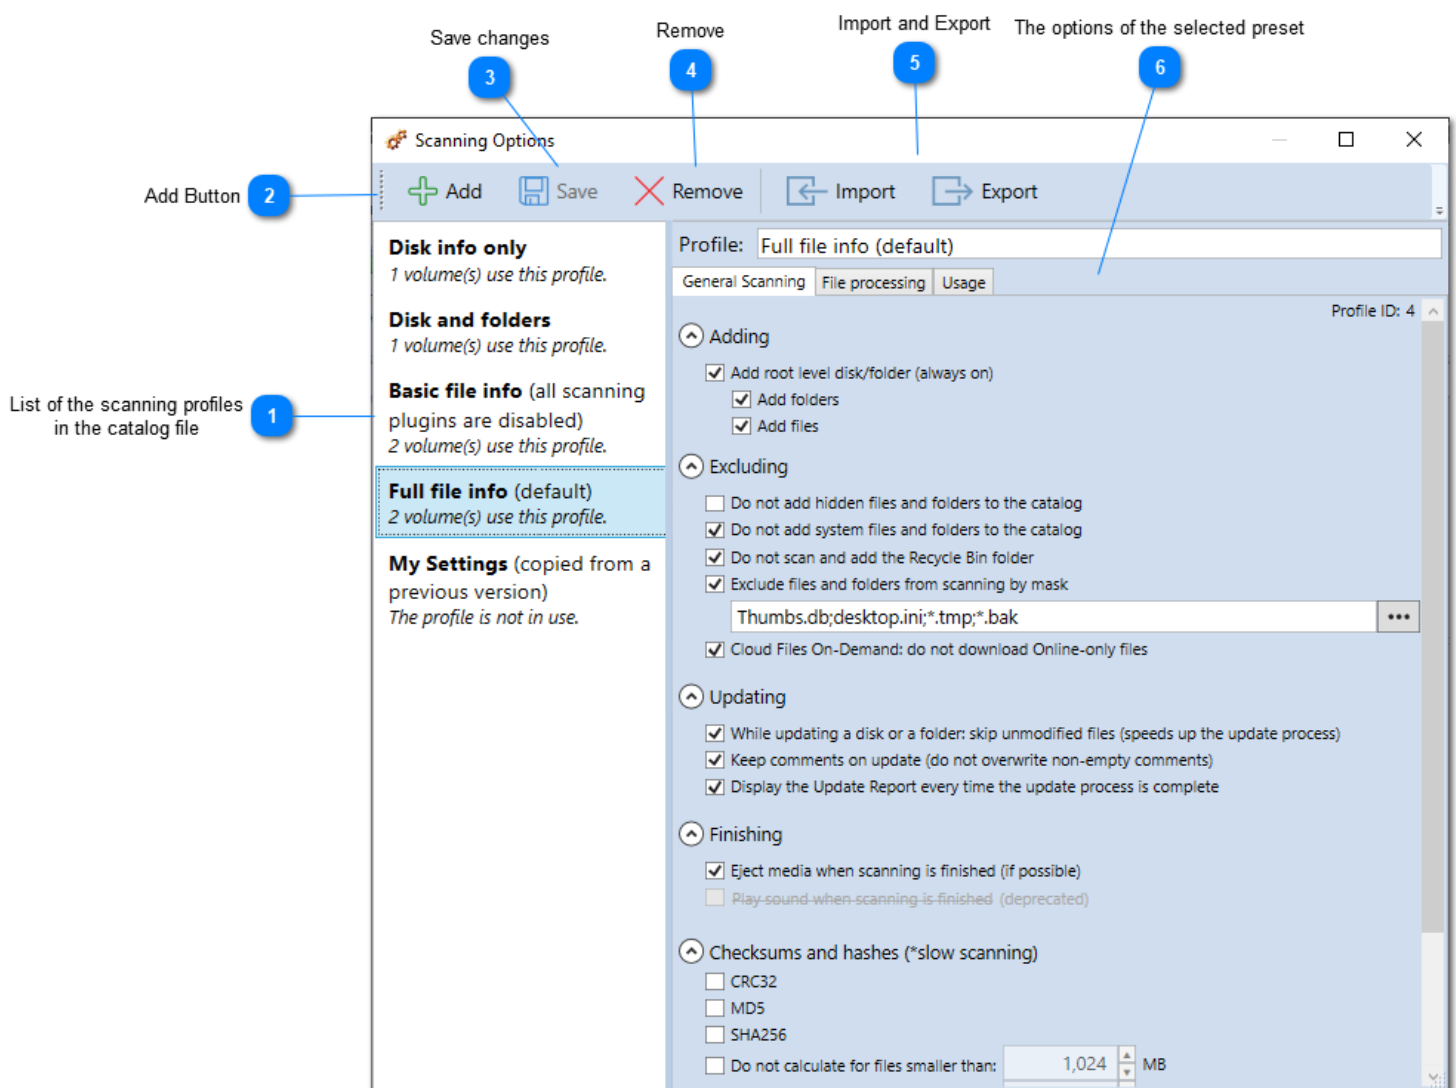 Save changes
Remove
Import and Export
The options of the selected preset
3
4
5
6
Scanning Options
Add Button
2
Add
Save
Remove
Import
Export
List of the scanning profiles
in the catalog file
1
Disk info only
1 volume(s) use this profile.
Disk and folders
1 volume(s) use this profile.
Basic file info (all scanning
plugins are disabled)
2 volume(s) use this profile.
Full file info (default)
2 volume(s) use this profile.
My Settings (copied from a
previous version)
The profile is not in use.
Profile: Full file info (default)
General Scanning File processing Usage
Profile ID: 4
Adding
Add root level disk/folder (always on)
Add folders
Add files
Excluding
Do not add hidden files and folders to the catalog
Do not add system files and folders to the catalog
Do not scan and add the Recycle Bin folder
Exclude files and folders from scanning by mask
Thumbs.db;desktop.ini;*.tmp;*.bak
Cloud Files On-Demand: do not download Online-only files
Updating
While updating a disk or a folder: skip unmodified files (speeds up the update process)
Keep comments on update (do not overwrite non-empty comments)
Display the Update Report every time the update process is complete
Finishing
Eject media when scanning is finished (if possible)
Play sound when scanning is finished (deprecated)
Checksums and hashes (*slow scanning)
CRC32
MD5
SHA256
Do not calculate for files smaller than: 1,024 MB